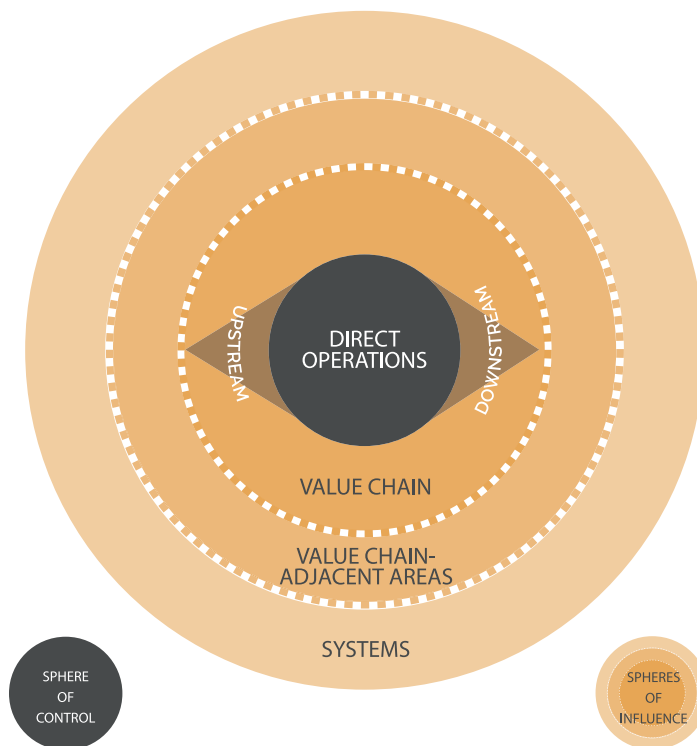 DIRECT
OPERATIONS
UPSTREAM
DOWNSTREAM
VALUE CHAIN
VALUE CHAIN-
ADJACENT AREAS
SYSTEMS
SPHERE
OF
CONTROL
SPHERES
OF
INFLUENCE